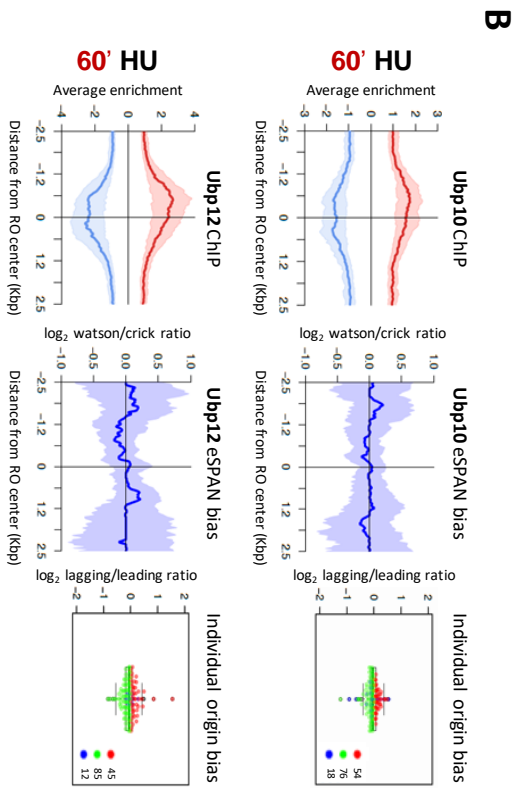 B
60' HU
Average enrichment
Ubp10 ChIP
3
2
1
0
-1
-2
-3
-2.5 -1.2 0 1.2 2.5
Distance from RO center (Kbp)
log₂ watson/crick ratio
Ubp10 eSPAN bias
1.0
0.5
0.0
-0.5
-1.0
-2.5 -1.2 0 1.2 2.5
Distance from RO center (Kbp)
log₂ lagging/leading ratio
Individual origin bias
2
1
0
-1
-2
54
76
18
60' HU
Average enrichment
Ubp12 ChIP
4
2
0
-2
-4
-2.5 -1.2 0 1.2 2.5
Distance from RO center (Kbp)
log₂ watson/crick ratio
Ubp12 eSPAN bias
1.0
0.5
0.0
-0.5
-1.0
-2.5 -1.2 0 1.2 2.5
Distance from RO center (Kbp)
log₂ lagging/leading ratio
Individual origin bias
2
1
0
-1
-2
45
85
12